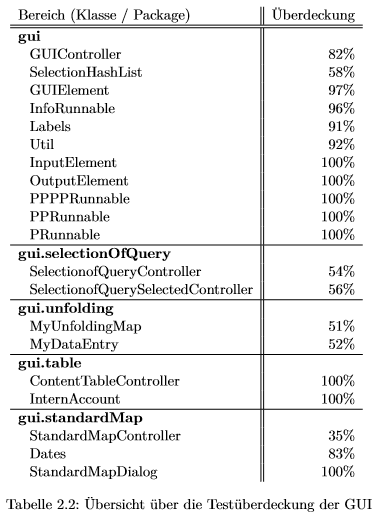 Bereich (Klasse / Package) Überdeckung
gui
GUIController 82%
SelectionHashList 58%
GUIElement 97%
InfoRunnable 96%
Labels 91%
Util 92%
InputElement 100%
OutputElement 100%
PPPPRunnable 100%
PPRunnable 100%
PRunnable 100%
gui.selectionOfQuery
SelectionofQueryController 54%
SelectionofQuerySelectedController 56%
gui.unfolding
MyUnfoldingMap 51%
MyDataEntry 52%
gui.table
ContentTableController 100%
InternAccount 100%
gui.standardMap
StandardMapController 35%
Dates 83%
StandardMapDialog 100%
Tabelle 2.2: Übersicht über die Testüberdeckung der GUI